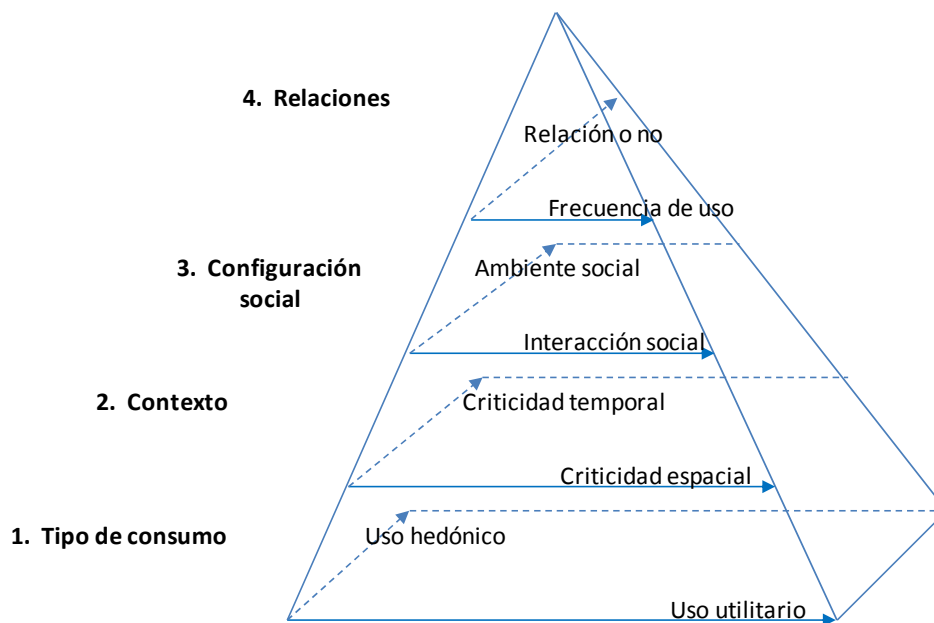 4. Relaciones
Relación o no
Frecuencia de uso
3. Configuración
social
Ambiente social
Interacción social
2. Contexto
Criticidad temporal
Criticidad espacial
1. Tipo de consumo
Uso hedónico
Uso utilitario